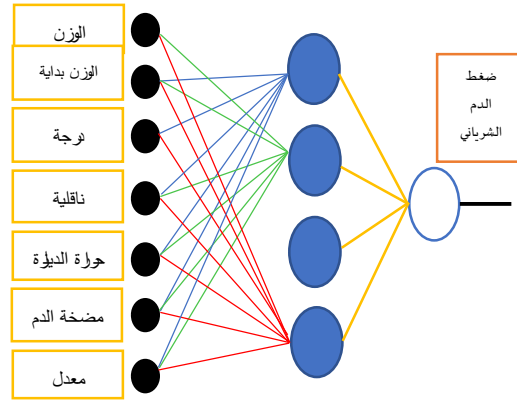 الوزن
الوزن بداية
درجة
ناقلية
حرارة الديلزة
مضخة الدم
معدل
ضغط
الدم
الشرياني